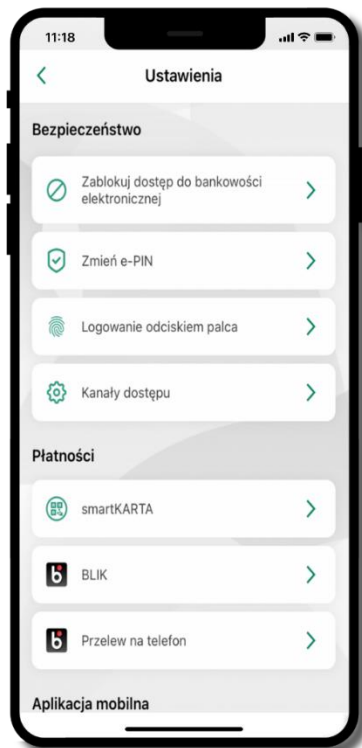 11:18
Ustawienia
Bezpieczeństwo
Zablokuj dostęp do bankowości
elektronicznej
Zmień e-PIN
Logowanie odciskiem palca
Kanały dostępu
Płatności
smartKARTA
BLIK
Przelew na telefon
Aplikacja mobilna